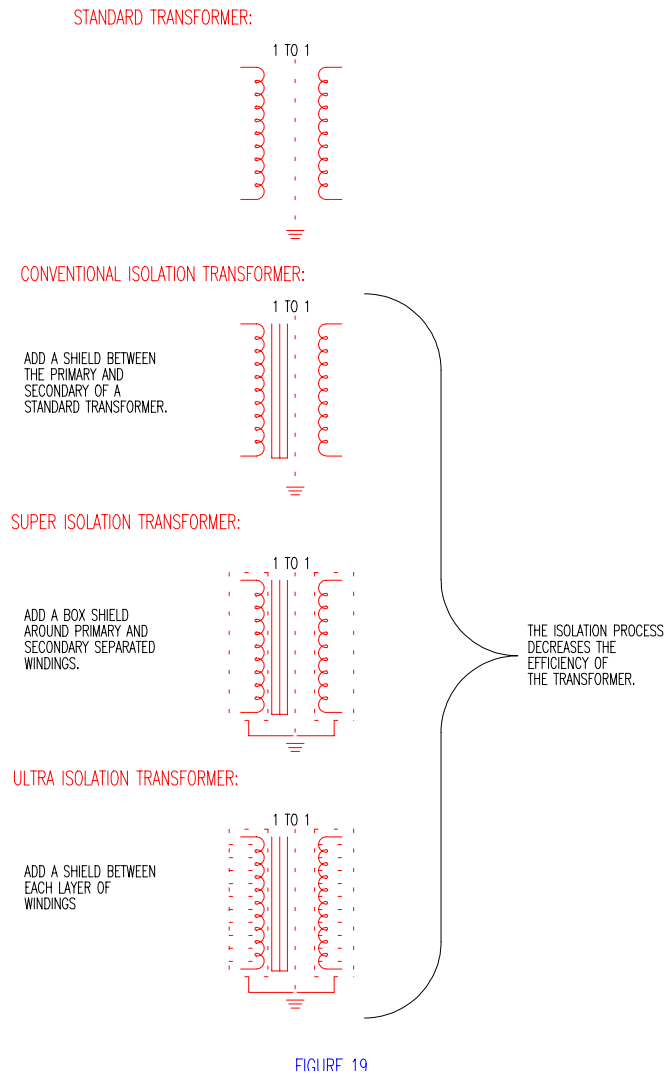 STANDARD TRANSFORMER:
1 TO 1
CONVENTIONAL ISOLATION TRANSFORMER:
1 TO 1
ADD A SHIELD BETWEEN
THE PRIMARY AND
SECONDARY OF A
STANDARD TRANSFORMER.
SUPER ISOLATION TRANSFORMER:
1 TO 1
ADD A BOX SHIELD
AROUND PRIMARY AND
SECONDARY SEPARATED
WINDINGS.
THE ISOLATION PROCESS
DECREASES THE
EFFICIENCY OF
THE TRANSFORMER.
ULTRA ISOLATION TRANSFORMER:
1 TO 1
ADD A SHIELD BETWEEN
EACH LAYER OF
WINDINGS
FIGURE 19